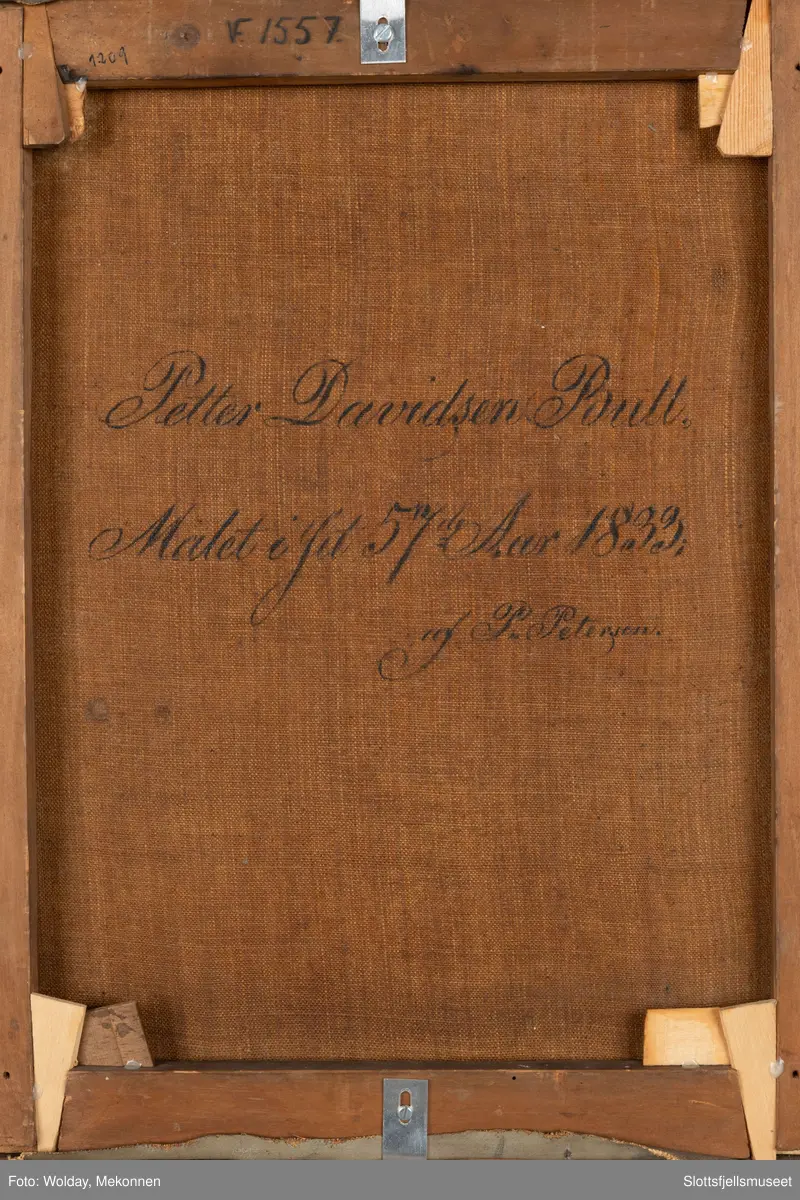 V. 1557.
1209
Petter Davidsen Bull.
Malet i sit 57de Aar 1833;
af P. Petersen.
Foto: Wolday, Mekonnen
Slottsfjellsmuseet